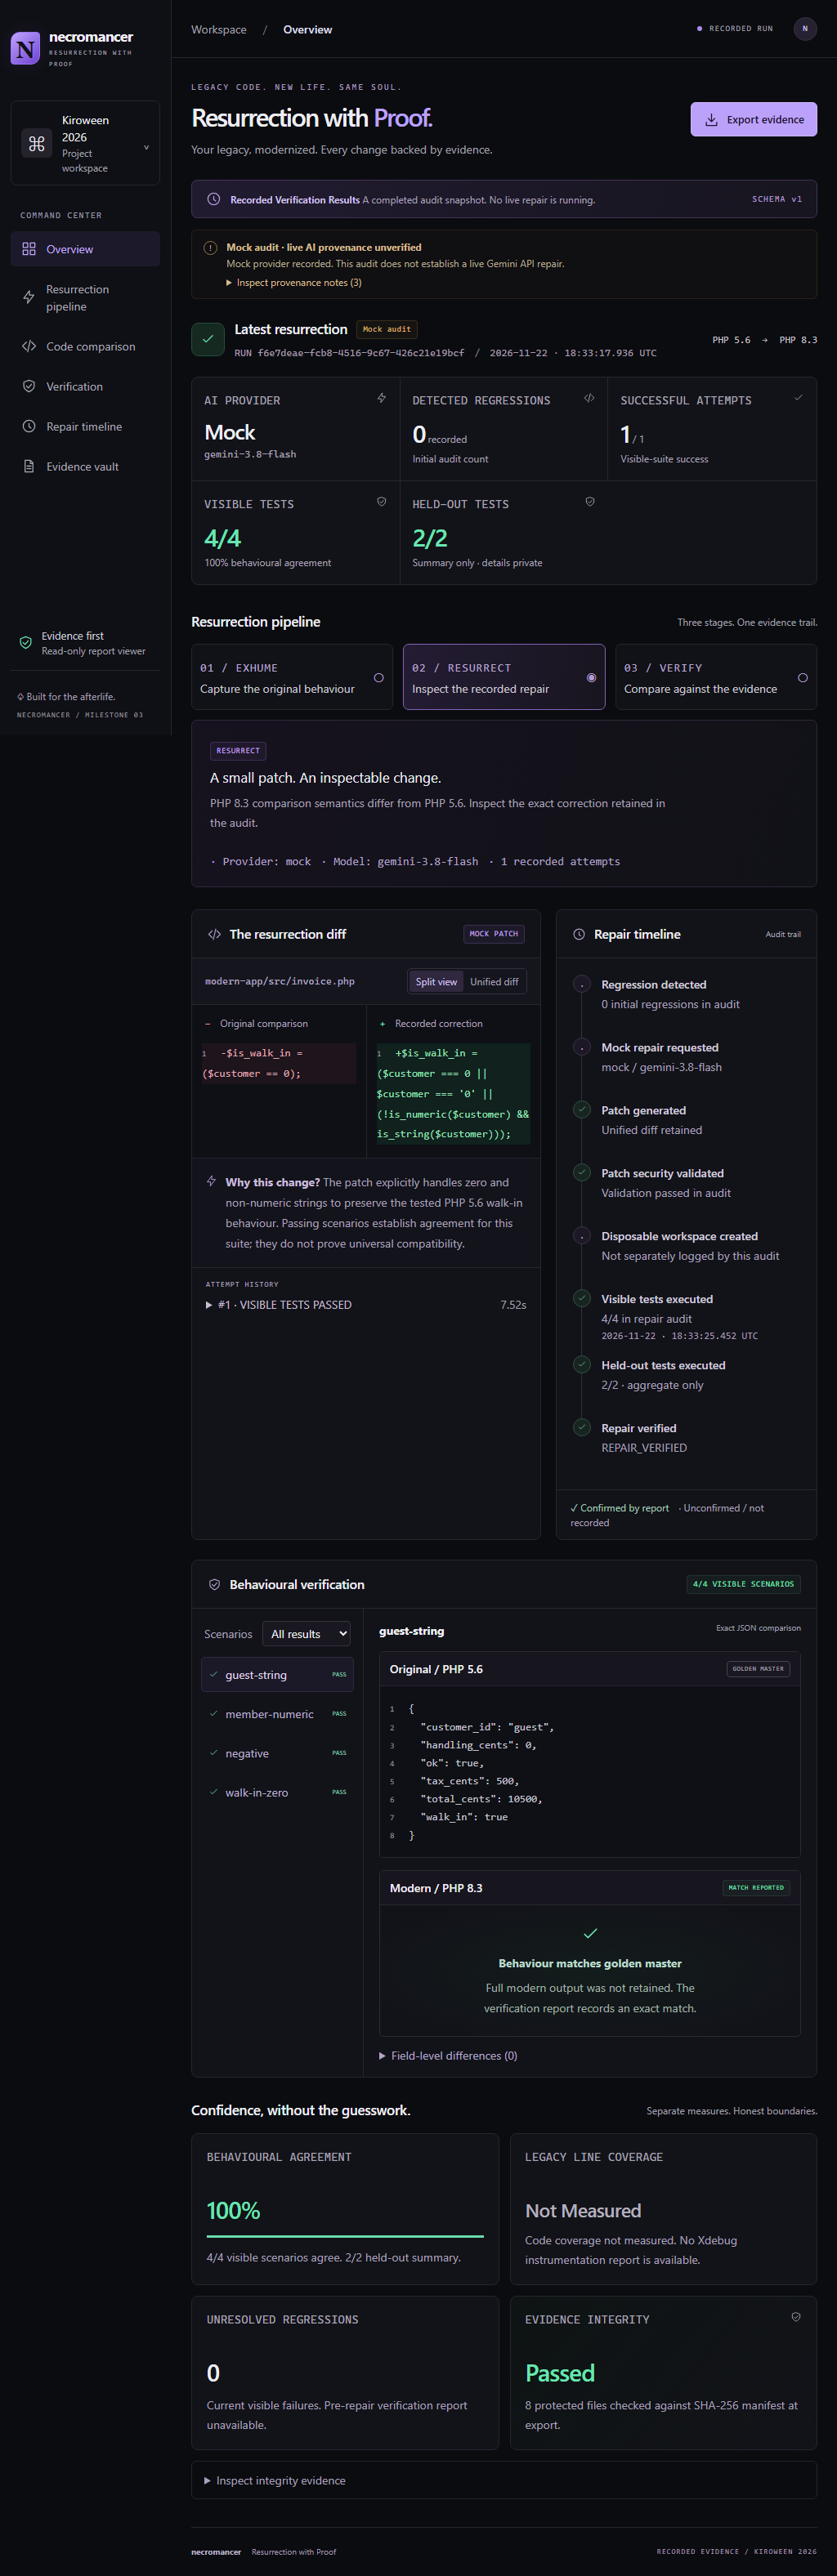 necromancer
RESURRECTION WITH
PROOF
Kiroween
2026
Project
workspace
COMMAND CENTER
Overview
Resurrection
pipeline
Code comparison
Verification
Repair timeline
Evidence vault
Evidence first
Read-only report viewer
Built for the afterlife.
NECROMANCER / MILESTONE 03
Workspace / Overview
RECORDED RUN
N
LEGACY CODE. NEW LIFE. SAME SOUL.
Resurrection with Proof.
Your legacy, modernized. Every change backed by evidence.
Export evidence
Recorded Verification Results A completed audit snapshot. No live repair is running.
SCHEMA v1
Mock audit · live AI provenance unverified
Mock provider recorded. This audit does not establish a live Gemini API repair.
▶ Inspect provenance notes (3)
Latest resurrection
Mock audit
RUN f6e7deae-fcb8-4516-9c67-426c21e19bcf / 2026-11-22 · 18:33:17.936 UTC
PHP 5.6 → PHP 8.3
AI PROVIDER
Mock
gemini-3.8-flash
DETECTED REGRESSIONS
0 recorded
Initial audit count
SUCCESSFUL ATTEMPTS
1 / 1
Visible-suite success
VISIBLE TESTS
4/4
100% behavioural agreement
HELD-OUT TESTS
2/2
Summary only · details private
Resurrection pipeline
Three stages. One evidence trail.
01 / EXHUME
Capture the original behaviour
02 / RESURRECT
Inspect the recorded repair
03 / VERIFY
Compare against the evidence
RESURRECT
A small patch. An inspectable change.
PHP 8.3 comparison semantics differ from PHP 5.6. Inspect the exact correction retained in
the audit.
· Provider: mock · Model: gemini-3.8-flash · 1 recorded attempts
The resurrection diff
MOCK PATCH
modern-app/src/invoice.php
Split view
Unified diff
− Original comparison
1 -$is_walk_in =
($customer == 0);
+ Recorded correction
1 +$is_walk_in =
($customer === 0 ||
$customer === '0' ||
(!is_numeric($customer) &&
is_string($customer)));
Why this change? The patch explicitly handles zero and
non-numeric strings to preserve the tested PHP 5.6 walk-in
behaviour. Passing scenarios establish agreement for this
suite; they do not prove universal compatibility.
ATTEMPT HISTORY
▶ #1 · VISIBLE TESTS PASSED
7.52s
Repair timeline
Audit trail
Regression detected
0 initial regressions in audit
Mock repair requested
mock / gemini-3.8-flash
Patch generated
Unified diff retained
Patch security validated
Validation passed in audit
Disposable workspace created
Not separately logged by this audit
Visible tests executed
4/4 in repair audit
2026-11-22 · 18:33:25.452 UTC
Held-out tests executed
2/2 · aggregate only
Repair verified
REPAIR_VERIFIED
✓ Confirmed by report · Unconfirmed / not
recorded
Behavioural verification
4/4 VISIBLE SCENARIOS
Scenarios
All results
guest-string
PASS
member-numeric
PASS
negative
PASS
walk-in-zero
PASS
guest-string
Exact JSON comparison
Original / PHP 5.6
GOLDEN MASTER
1 {
2 "customer_id": "guest",
3 "handling_cents": 0,
4 "ok": true,
5 "tax_cents": 500,
6 "total_cents": 10500,
7 "walk_in": true
8 }
Modern / PHP 8.3
MATCH REPORTED
Behaviour matches golden master
Full modern output was not retained. The
verification report records an exact match.
▶ Field-level differences (0)
Confidence, without the guesswork.
Separate measures. Honest boundaries.
BEHAVIOURAL AGREEMENT
100%
4/4 visible scenarios agree. 2/2 held-out summary.
LEGACY LINE COVERAGE
Not Measured
Code coverage not measured. No Xdebug
instrumentation report is available.
UNRESOLVED REGRESSIONS
0
Current visible failures. Pre-repair verification report
unavailable.
EVIDENCE INTEGRITY
Passed
8 protected files checked against SHA-256 manifest at
export.
▶ Inspect integrity evidence
necromancer Resurrection with Proof
RECORDED EVIDENCE / KIROWEEN 2026